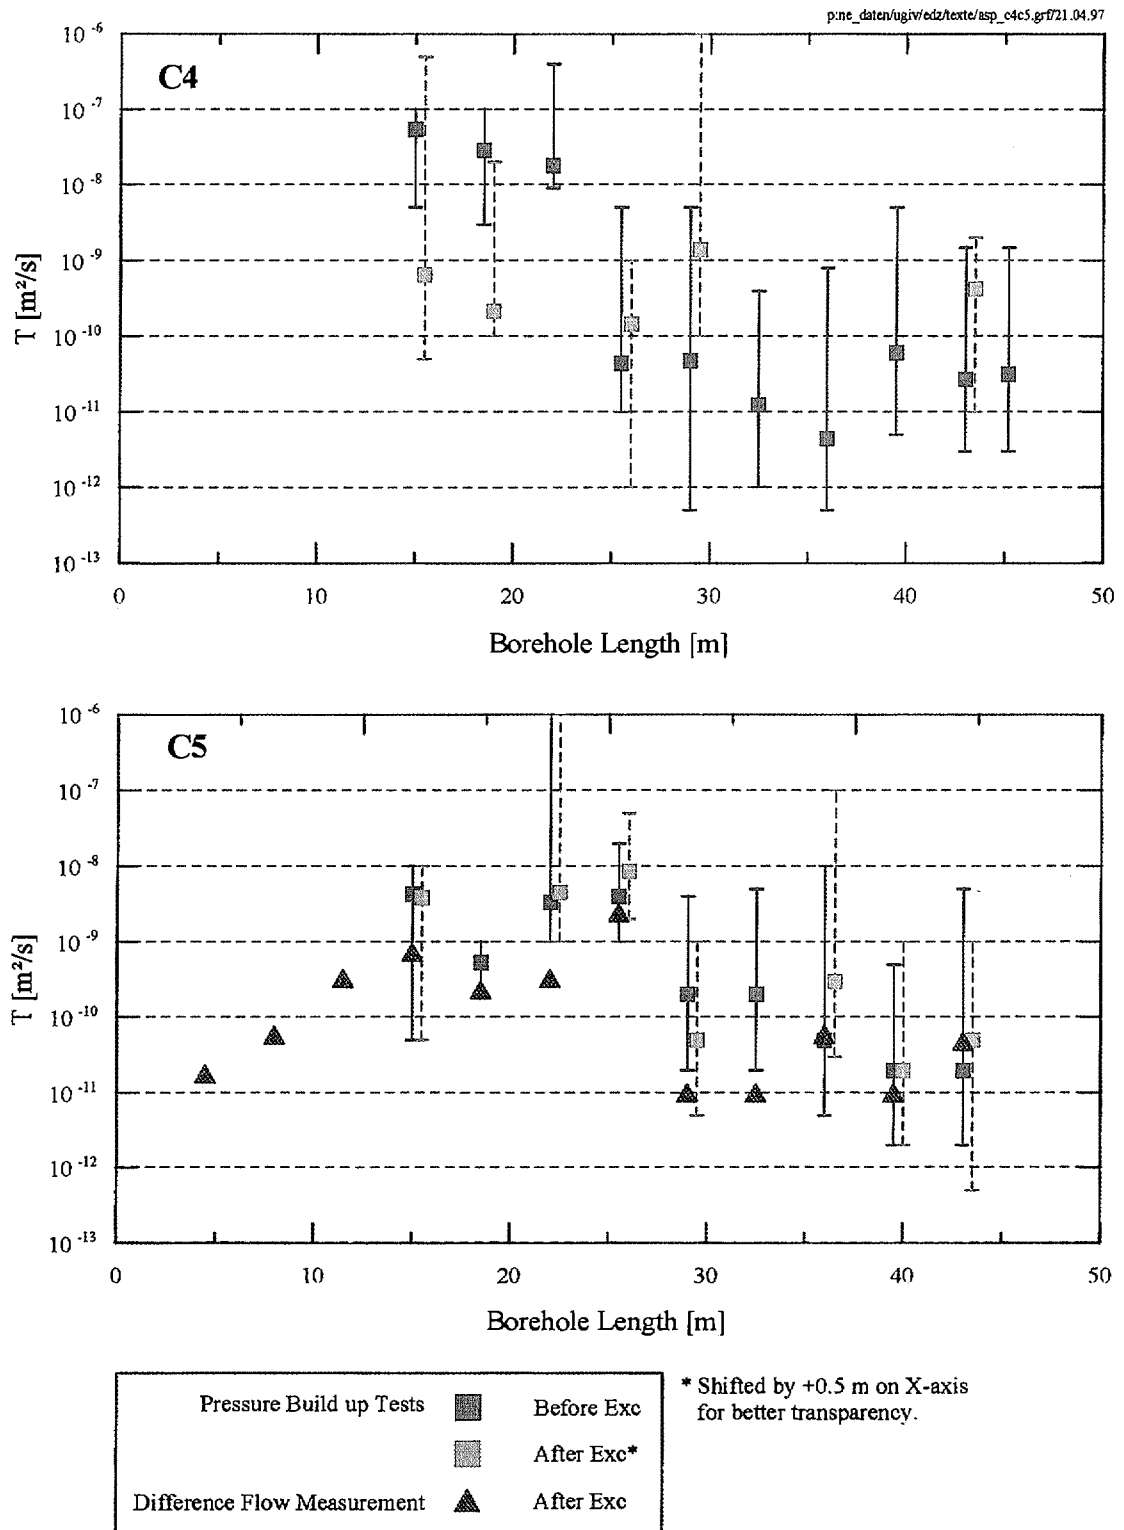 p:ne_daten/ugiv/edz/texte/asp_c4c5.grf/21.04.97
C4
T [m²/s]
10 -6
10 -7
10 -8
10 -9
10 -10
10 -11
10 -12
10 -13
0 10 20 30 40 50
Borehole Length [m]
C5
T [m²/s]
10 -6
10 -7
10 -8
10 -9
10 -10
10 -11
10 -12
10 -13
0 10 20 30 40 50
Borehole Length [m]
Pressure Build up Tests Before Exc
After Exc*
Difference Flow Measurement After Exc
* Shifted by +0.5 m on X-axis
for better transparency.